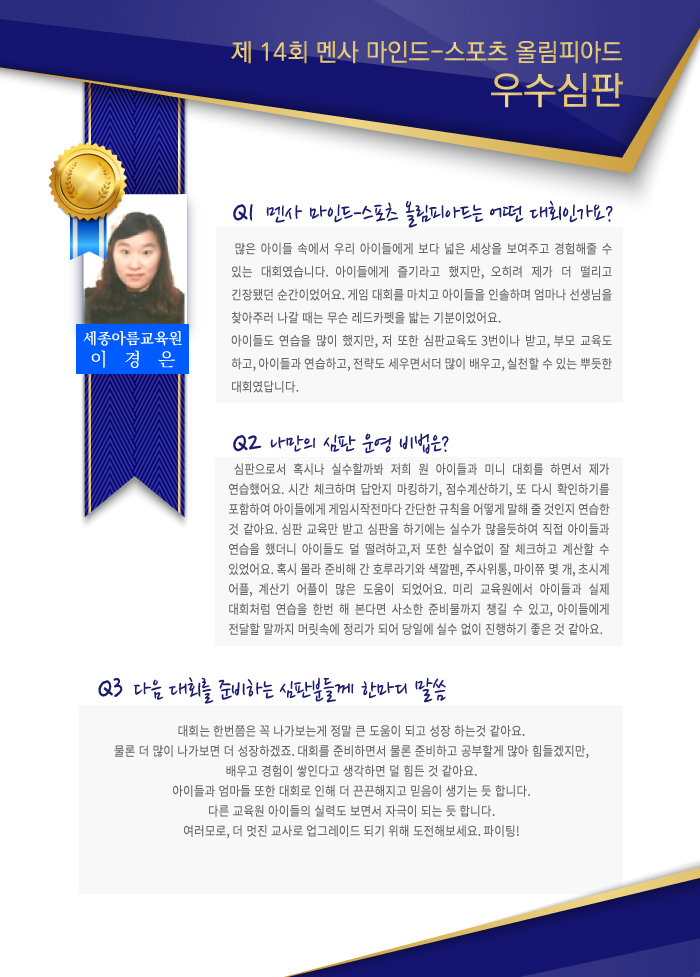 제 14회 멘사 마인드-스포츠 올림피아드
우수심판
세종아름교육원
이 경 은
Q1 멘사 마인드-스포츠 올림피아드는 어떤 대회인가요?
많은 아이들 속에서 우리 아이들에게 보다 넓은 세상을 보여주고 경험해줄 수
있는 대회였습니다. 아이들에게 즐기라고 했지만, 오히려 제가 더 떨리고
긴장됐던 순간이었어요. 게임 대회를 마치고 아이들을 인솔하며 엄마나 선생님을
찾아주러 나갈 때는 무슨 레드카펫을 밟는 기분이었어요.
아이들도 연습을 많이 했지만, 저 또한 심판교육도 3번이나 받고, 부모 교육도
하고, 아이들과 연습하고, 전략도 세우면서더 많이 배우고, 실천할 수 있는 뿌듯한
대회였답니다.
Q2 나만의 심판 운영 비법은?
심판으로서 혹시나 실수할까봐 저희 원 아이들과 미니 대회를 하면서 제가
연습했어요. 시간 체크하며 답안지 마킹하기, 점수계산하기, 또 다시 확인하기를
포함하여 아이들에게 게임시작전마다 간단한 규칙을 어떻게 말해 줄 것인지 연습한
것 같아요. 심판 교육만 받고 심판을 하기에는 실수가 많을듯하여 직접 아이들과
연습을 했더니 아이들도 덜 떨려하고,저 또한 실수없이 잘 체크하고 계산할 수
있었어요. 혹시 몰라 준비해 간 호루라기와 색깔펜, 주사위통, 마이쮸 몇 개, 초시계
어플, 계산기 어플이 많은 도움이 되었어요. 미리 교육원에서 아이들과 실제
대회처럼 연습을 한번 해 본다면 사소한 준비물까지 챙길 수 있고, 아이들에게
전달할 말까지 머릿속에 정리가 되어 당일에 실수 없이 진행하기 좋은 것 같아요.
Q3 다음 대회를 준비하는 심판분들께 한마디 말씀
대회는 한번쯤은 꼭 나가보는게 정말 큰 도움이 되고 성장 하는것 같아요.
물론 더 많이 나가보면 더 성장하겠죠. 대회를 준비하면서 물론 준비하고 공부할게 많아 힘들겠지만,
배우고 경험이 쌓인다고 생각하면 덜 힘든 것 같아요.
아이들과 엄마들 또한 대회로 인해 더 끈끈해지고 믿음이 생기는 듯 합니다.
다른 교육원 아이들의 실력도 보면서 자극이 되는 듯 합니다.
여러모로, 더 멋진 교사로 업그레이드 되기 위해 도전해보세요. 파이팅!